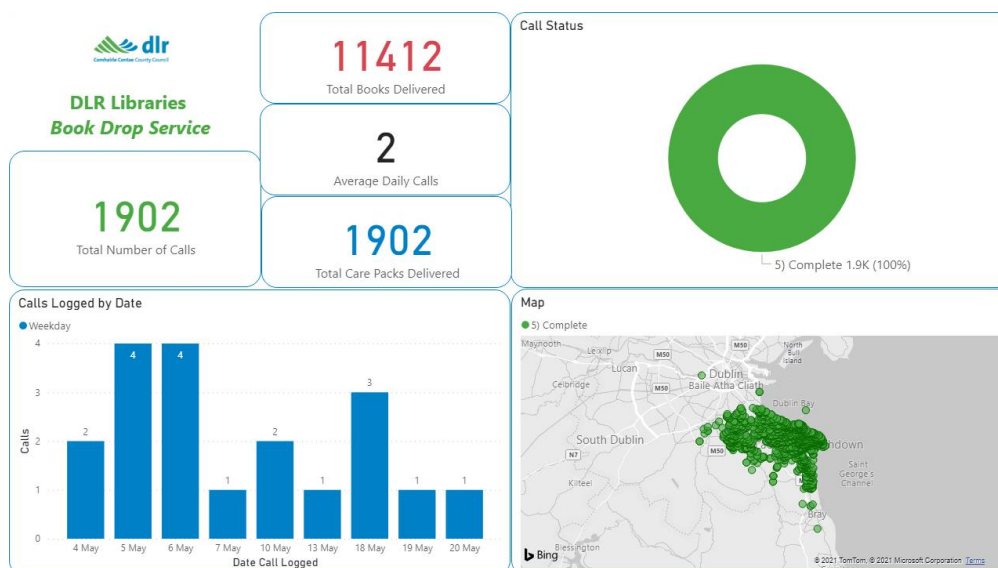 dlr
Comhairle Contae County Council
DLR Libraries
Book Drop Service
1902
Total Number of Calls
11412
Total Books Delivered
2
Average Daily Calls
1902
Total Care Packs Delivered
Call Status
5) Complete 1.9K (100%)
Calls Logged by Date
Weekday
Calls
4
3
2
1
0
2
4
4
1
2
1
3
1
1
4 May
5 May
6 May
7 May
10 May
13 May
18 May
19 May
20 May
Date Call Logged
Map
5) Complete
Maynooth
Leixlip
M50
M50
North
Bull
Island
Lucan
Dublin
Baile Átha Cliath
Celbridge
M50
Dublin Bay
South Dublin
M50
hdown
N7
Saint
George's
Channel
Kilteel
Bray
Blessington
Bing
© 2021 TomTom, © 2021 Microsoft Corporation Terms